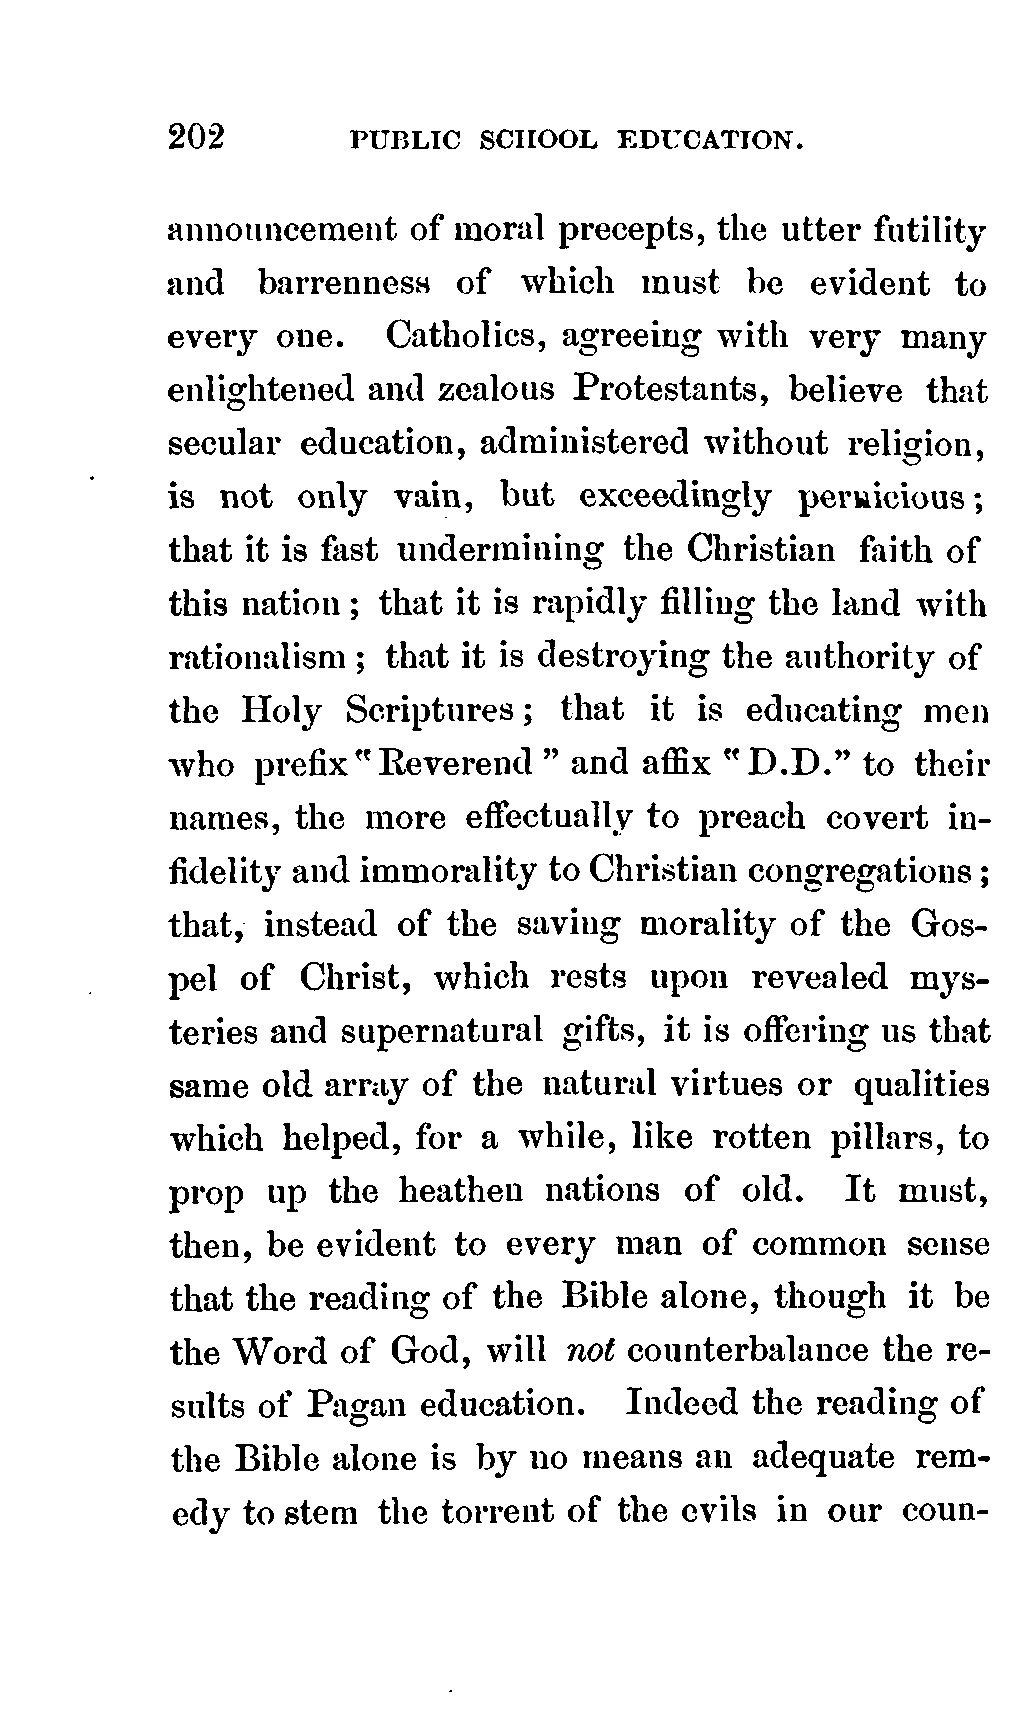 202 PUBLIC SCHOOL EDUCATION.
announcement of moral precepts, the utter futility
and barrenness of which must be evident to
every one. Catholics, agreeing with very many
enlightened and zealous Protestants, believe that
secular education, administered without religion,
is not only vain, but exceedingly pernicious;
that it is fast undermining the Christian faith of
this nation; that it is rapidly filling the land with
rationalism; that it is destroying the authority of
the Holy Scriptures; that it is educating men
who prefix "Reverend" and affix "D.D." to their
names, the more effectually to preach covert in-
fidelity and immorality to Christian congregations;
that, instead of the saving morality of the Gos-
pel of Christ, which rests upon revealed mys-
teries and supernatural gifts, it is offering us that
same old array of the natural virtues or qualities
which helped, for a while, like rotten pillars, to
prop up the heathen nations of old. It must,
then, be evident to every man of common sense
that the reading of the Bible alone, though it be
the Word of God, will not counterbalance the re-
sults of Pagan education. Indeed the reading of
the Bible alone is by no means an adequate rem-
edy to stem the torrent of the evils in our coun-